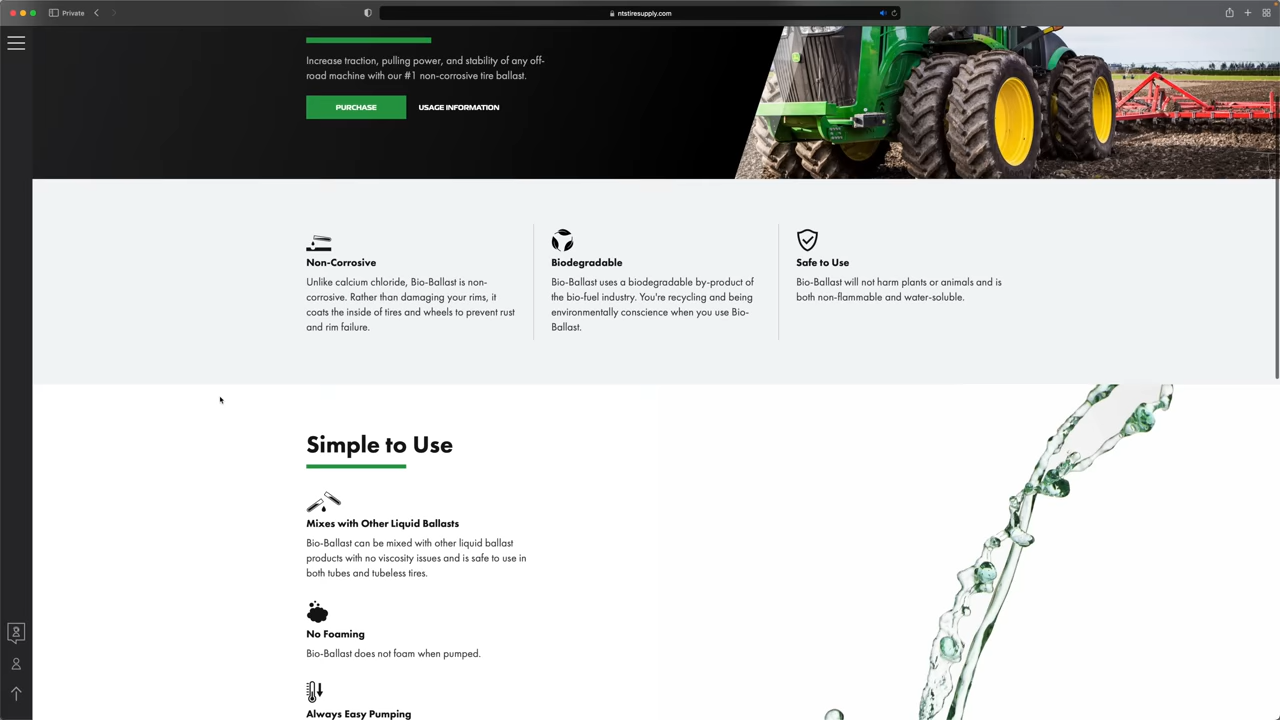 Private
ntstiresupply.com
Increase traction, pulling power, and stability of any off-
road machine with our #1 non-corrosive tire ballast.
PURCHASE
USAGE INFORMATION
Non-Corrosive
Unlike calcium chloride, Bio-Ballast is non-
corrosive. Rather than damaging your rims, it
coats the inside of tires and wheels to prevent rust
and rim failure.
Biodegradable
Bio-Ballast uses a biodegradable by-product of
the bio-fuel industry. You're recycling and being
environmentally conscience when you use Bio-
Ballast.
Safe to Use
Bio-Ballast will not harm plants or animals and is
both non-flammable and water-soluble.
Simple to Use
Mixes with Other Liquid Ballasts
Bio-Ballast can be mixed with other liquid ballast
products with no viscosity issues and is safe to use in
both tubes and tubeless tires.
No Foaming
Bio-Ballast does not foam when pumped.
Always Easy Pumping